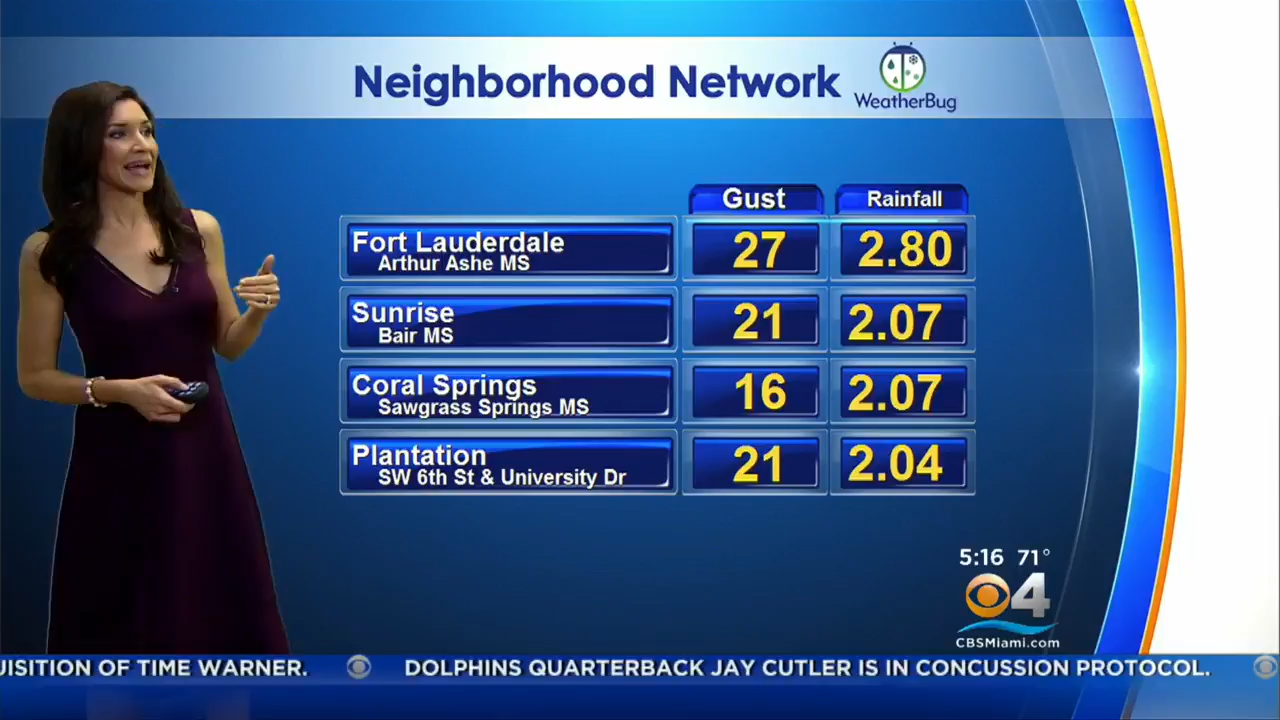 Neighborhood Network
WeatherBug
Gust Rainfall
Fort Lauderdale
Arthur Ashe MS
27 2.80
Sunrise
Bair MS
21 2.07
Coral Springs
Sawgrass Springs MS
16 2.07
Plantation
SW 6th St & University Dr
21 2.04
5:16 71°
4
CBSMiami.com
UISITION OF TIME WARNER. DOLPHINS QUARTERBACK JAY CUTLER IS IN CONCUSSION PROTOCOL.